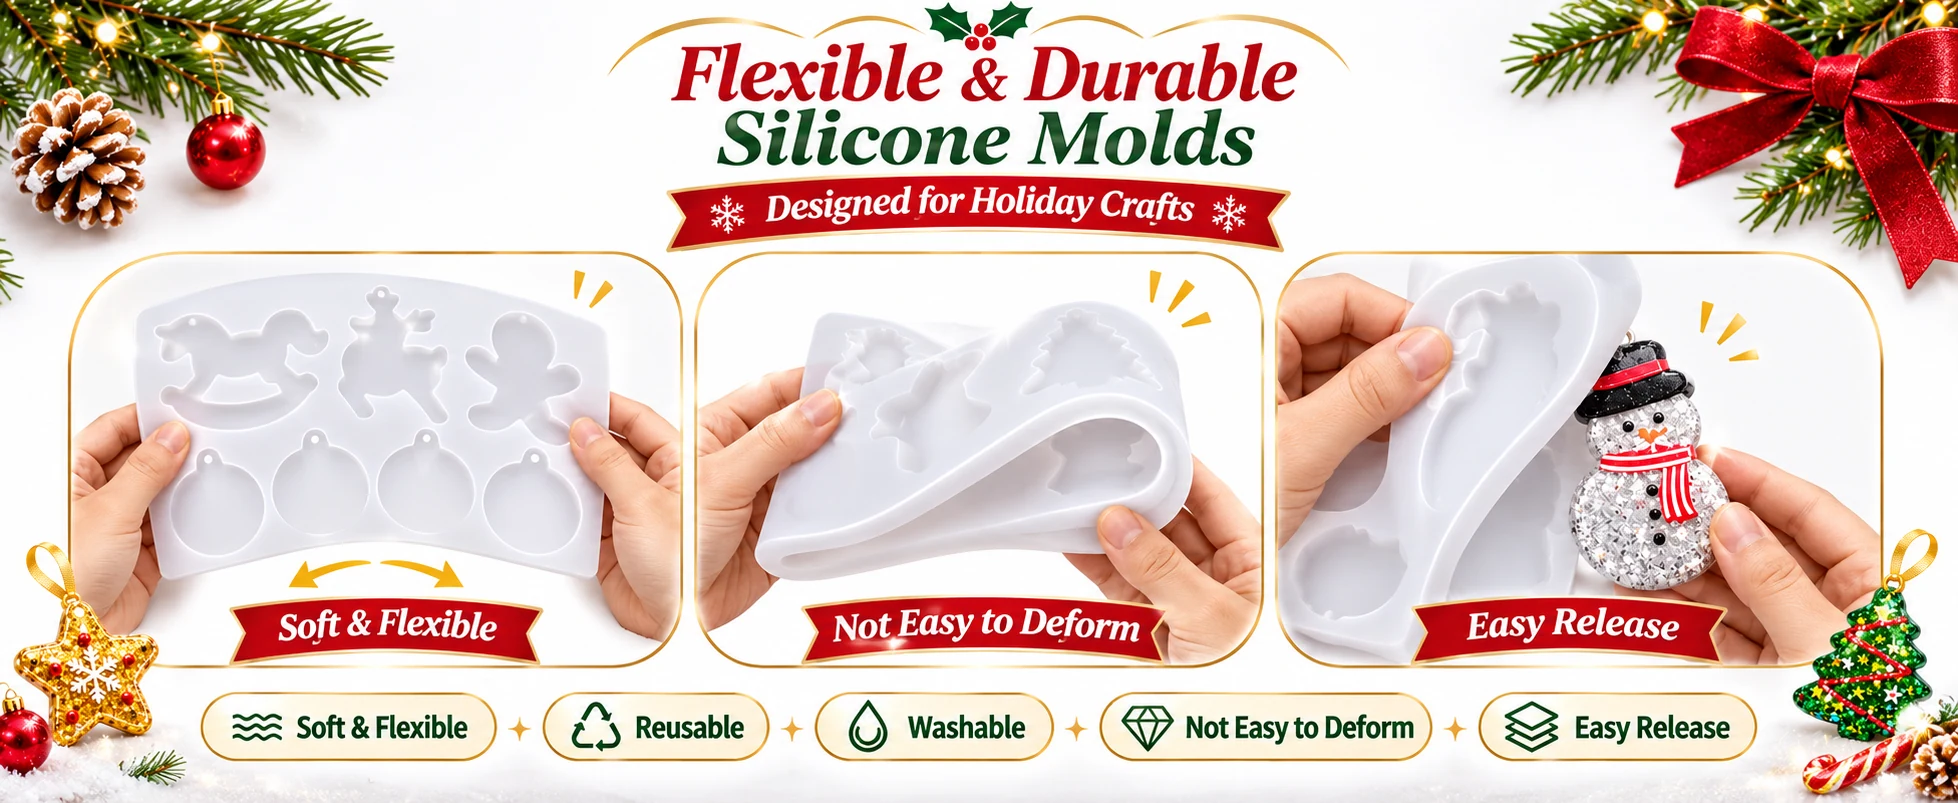 Flexible & Durable
Silicone Molds
Designed for Holiday Crafts
Soft & Flexible
Not Easy to Deform
Easy Release
Soft & Flexible
Reusable
Washable
Not Easy to Deform
Easy Release